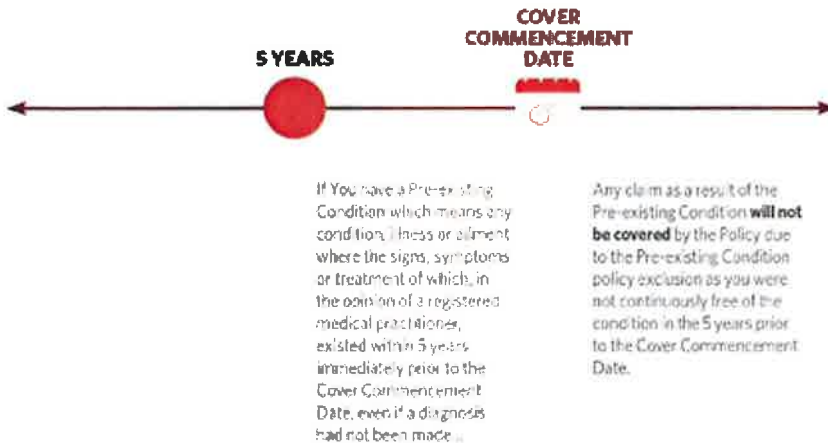 5 YEARS
COVER
COMMENCEMENT
DATE
If You have a Pre-existing
Condition which means any
condition, illness or ailment
where the signs, symptoms
or treatment of which, in
the opinion of a registered
medical practitioner,
existed within 5 years
immediately prior to the
Cover Commencement
Date, even if a diagnosis
had not been made...
Any claim as a result of the
Pre-existing Condition will not
be covered by the Policy due
to the Pre-existing Condition
policy exclusion as you were
not continuously free of the
condition in the 5 years prior
to the Cover Commencement
Date.